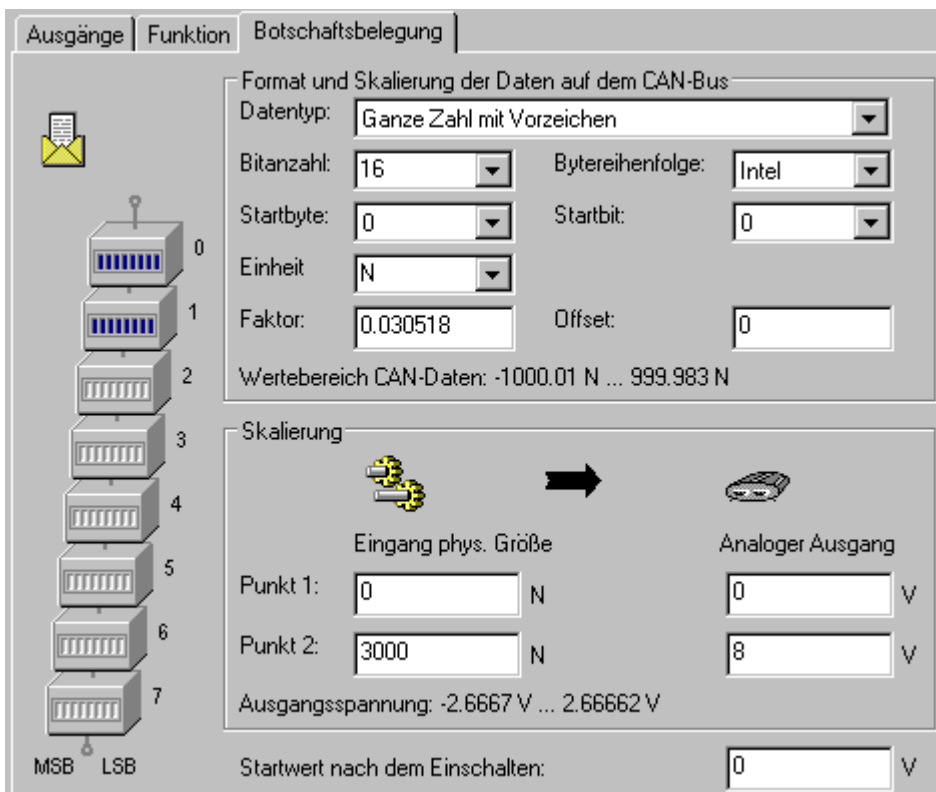 Ausgänge Funktion Botschaftsbelegung
Format und Skalierung der Daten auf dem CAN-Bus
Datentyp: Ganze Zahl mit Vorzeichen
Bitanzahl: 16 Bytereihenfolge: Intel
Startbyte: 0 Startbit: 0
Einheit N
Faktor: 0.030518 Offset: 0
Wertebereich CAN-Daten: -1000.01 N ... 999.983 N
0
1
2
3
4
5
6
7
MSB LSB
Skalierung
Eingang phys. Größe Analoger Ausgang
Punkt 1: 0 N 0 V
Punkt 2: 3000 N 8 V
Ausgangsspannung: -2.6667 V ... 2.66662 V
Startwert nach dem Einschalten: 0 V